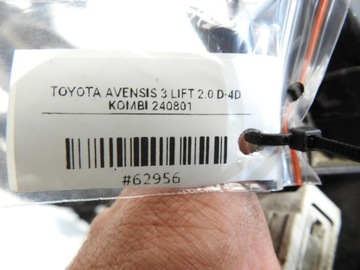 TOYOTA AVENSIS 3 LIFT 2.0 D-4D
KOMBI 240801
#62956